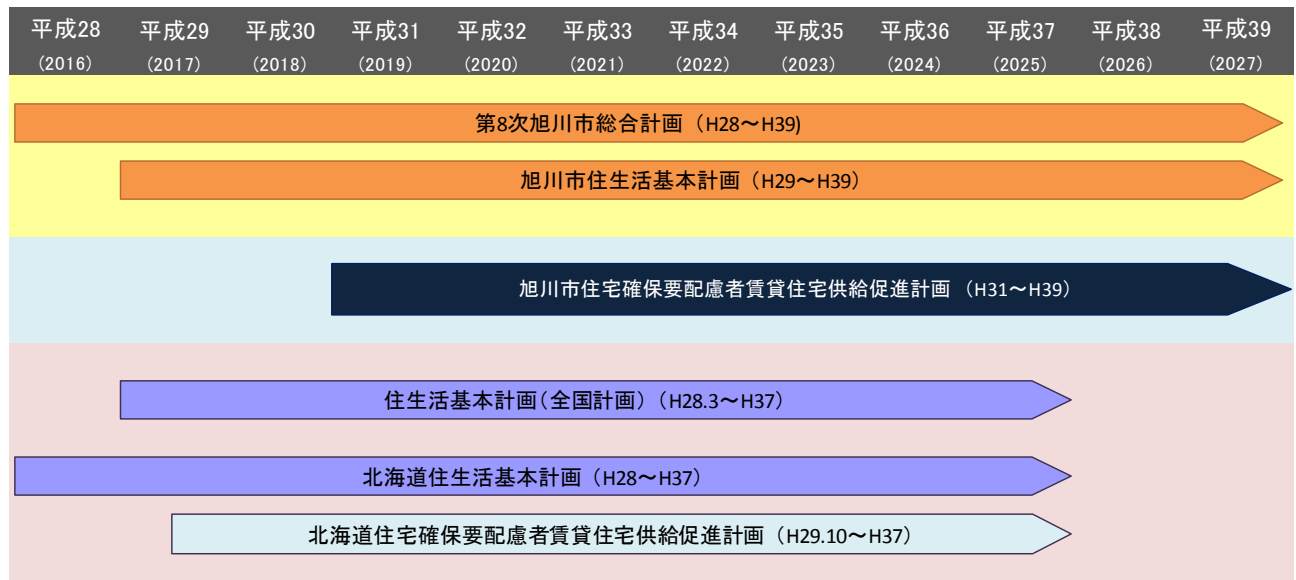 平成28 平成29 平成30 平成31 平成32 平成33 平成34 平成35 平成36 平成37 平成38 平成39
(2016) (2017) (2018) (2019) (2020) (2021) (2022) (2023) (2024) (2025) (2026) (2027)
第8次旭川市総合計画（H28～H39)
旭川市住生活基本計画（H29～H39）
旭川市住宅確保要配慮者賃貸住宅供給促進計画（H31～H39）
住生活基本計画(全国計画)（H28.3～H37)
北海道住生活基本計画（H28～H37)
北海道住宅確保要配慮者賃貸住宅供給促進計画（H29.10～H37)